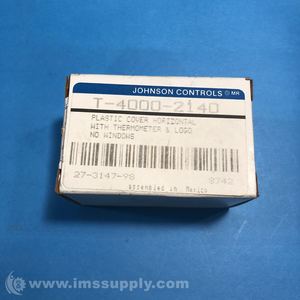 JOHNSON CONTROLS ® MR
T-4000-2140
PLASTIC COVER HORIZONTAL
WITH THERMOMETER & LOGO
NO WINDOWS
27-3147-98 8742
assembled in Mexico
© www.imssupply.com